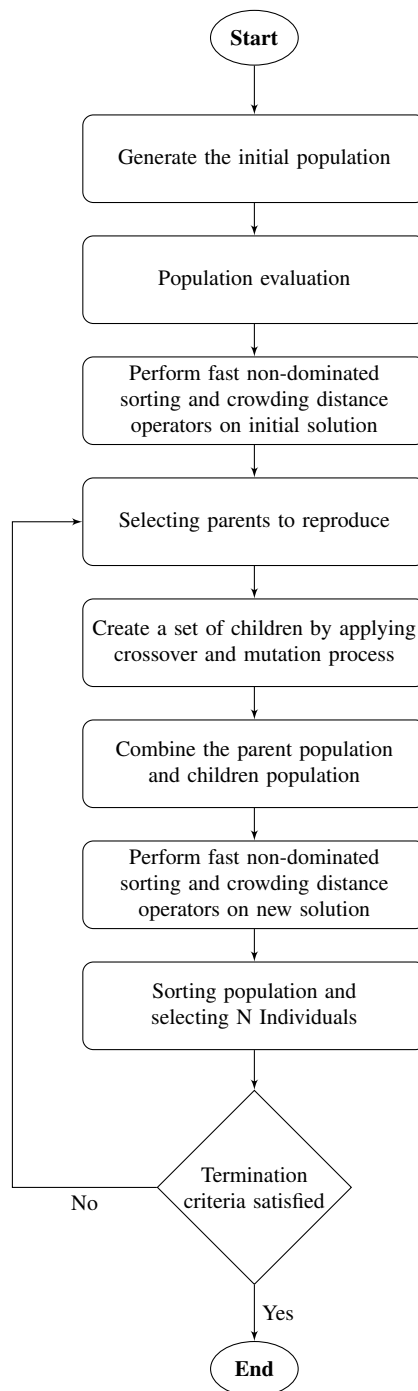 Start
Generate the initial population
Population evaluation
Perform fast non-dominated
sorting and crowding distance
operators on initial solution
Selecting parents to reproduce
Create a set of children by applying
crossover and mutation process
Combine the parent population
and children population
Perform fast non-dominated
sorting and crowding distance
operators on new solution
Sorting population and
selecting N Individuals
Termination
criteria satisfied
No
Yes
End